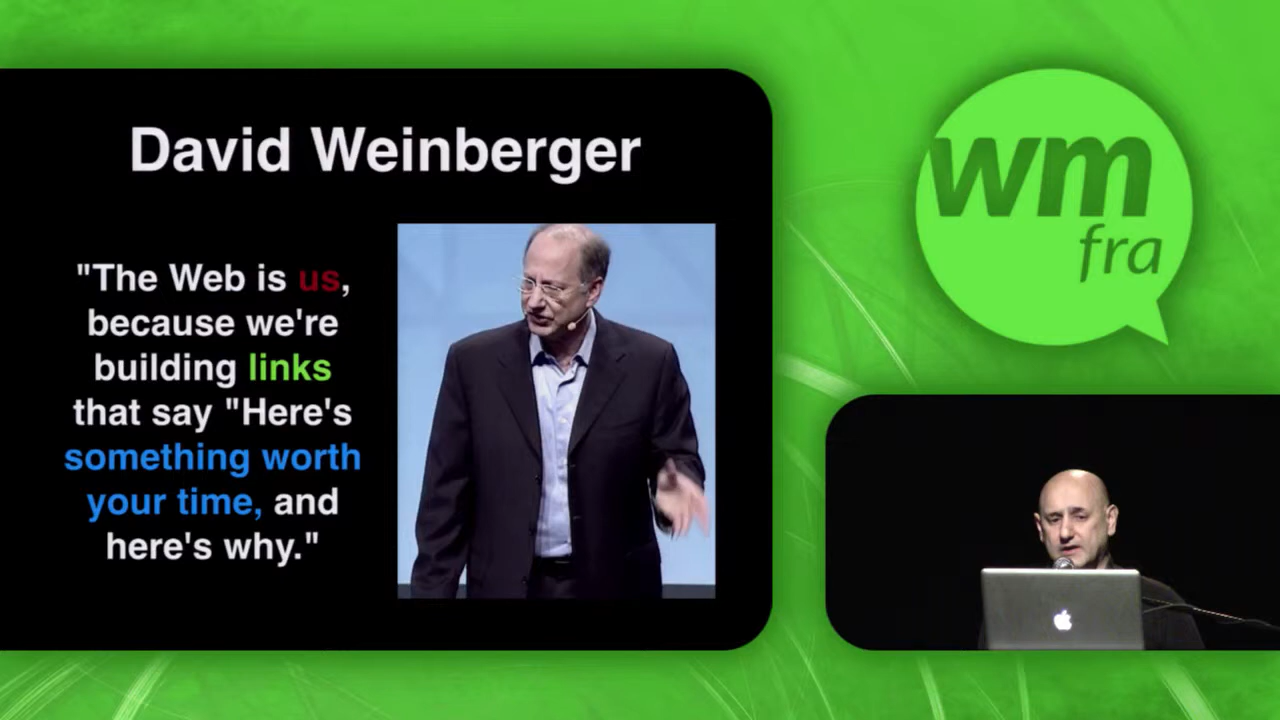 David Weinberger
"The Web is us,
because we're
building links
that say "Here's
something worth
your time, and
here's why."
wm
fra